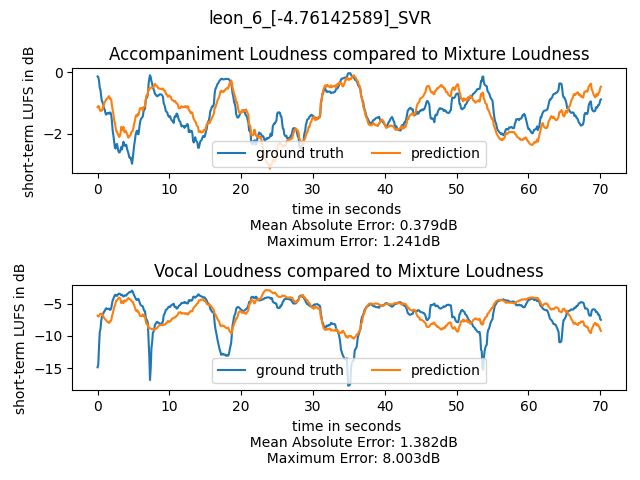 leon_6_[-4.76142589]_SVR
Accompaniment Loudness compared to Mixture Loudness
short-term LUFS in dB
0
−2
ground truth
prediction
0 10 20 30 40 50 60 70
time in seconds
Mean Absolute Error: 0.379dB
Maximum Error: 1.241dB
Vocal Loudness compared to Mixture Loudness
short-term LUFS in dB
−5
−10
−15
ground truth
prediction
0 10 20 30 40 50 60 70
time in seconds
Mean Absolute Error: 1.382dB
Maximum Error: 8.003dB